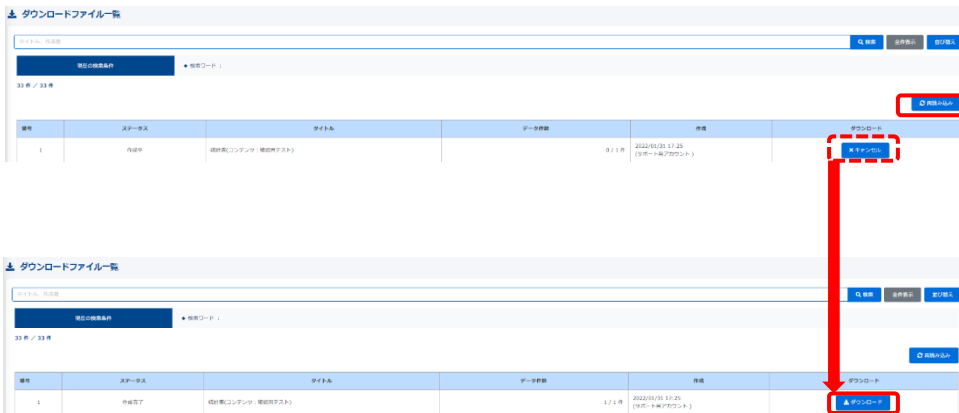 ダウンロードファイル一覧
タイトル、作成者
検索 全件表示 並び替え
現在の検索条件 ◆ 検索ワード :
33 件 / 33 件
再読み込み
番号 ステータス タイトル データ件数 作成 ダウンロード
1 作成中 統計表(コンテンツ : 確認用テスト) 0 / 1 件 2022/01/31 17:25 キャンセル
(サポート用アカウント)
ダウンロードファイル一覧
タイトル、作成者
検索 全件表示 並び替え
現在の検索条件 ◆ 検索ワード :
33 件 / 33 件
再読み込み
番号 ステータス タイトル データ件数 作成 ダウンロード
1 作成完了 統計表(コンテンツ : 確認用テスト) 1 / 1 件 2022/01/31 17:25 ダウンロード
(サポート用アカウント)